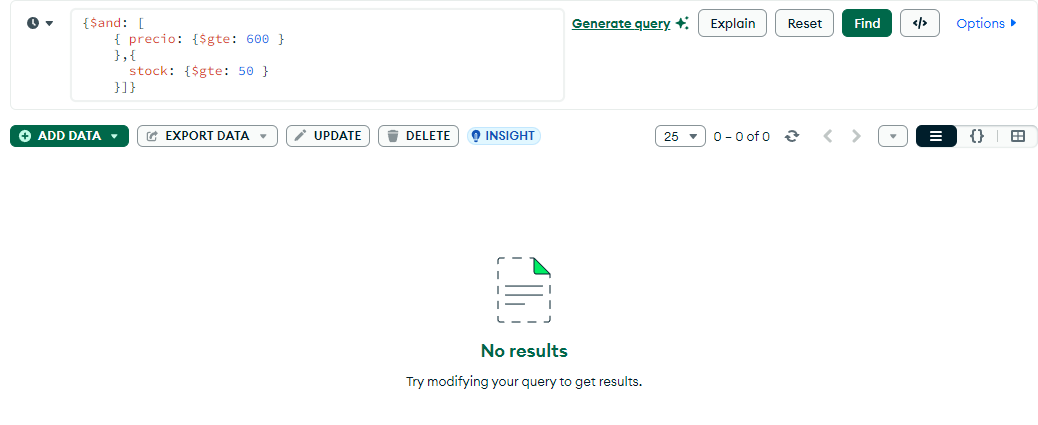 {$and: [
{ precio: {$gte: 600 }
},{
stock: {$gte: 50 }
}]}
Generate query
Explain
Reset
Find
</>
Options
ADD DATA
EXPORT DATA
UPDATE
DELETE
INSIGHT
25
0 – 0 of 0
{}
No results
Try modifying your query to get results.